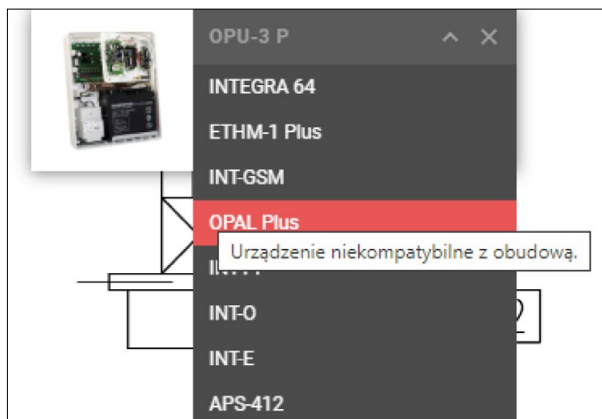 OPU-3 P
INTEGRA 64
ETHM-1 Plus
INT-GSM
OPAL Plus
Urządzenie niekompatybilne z obudową.
INT-O
INT-E
APS-412